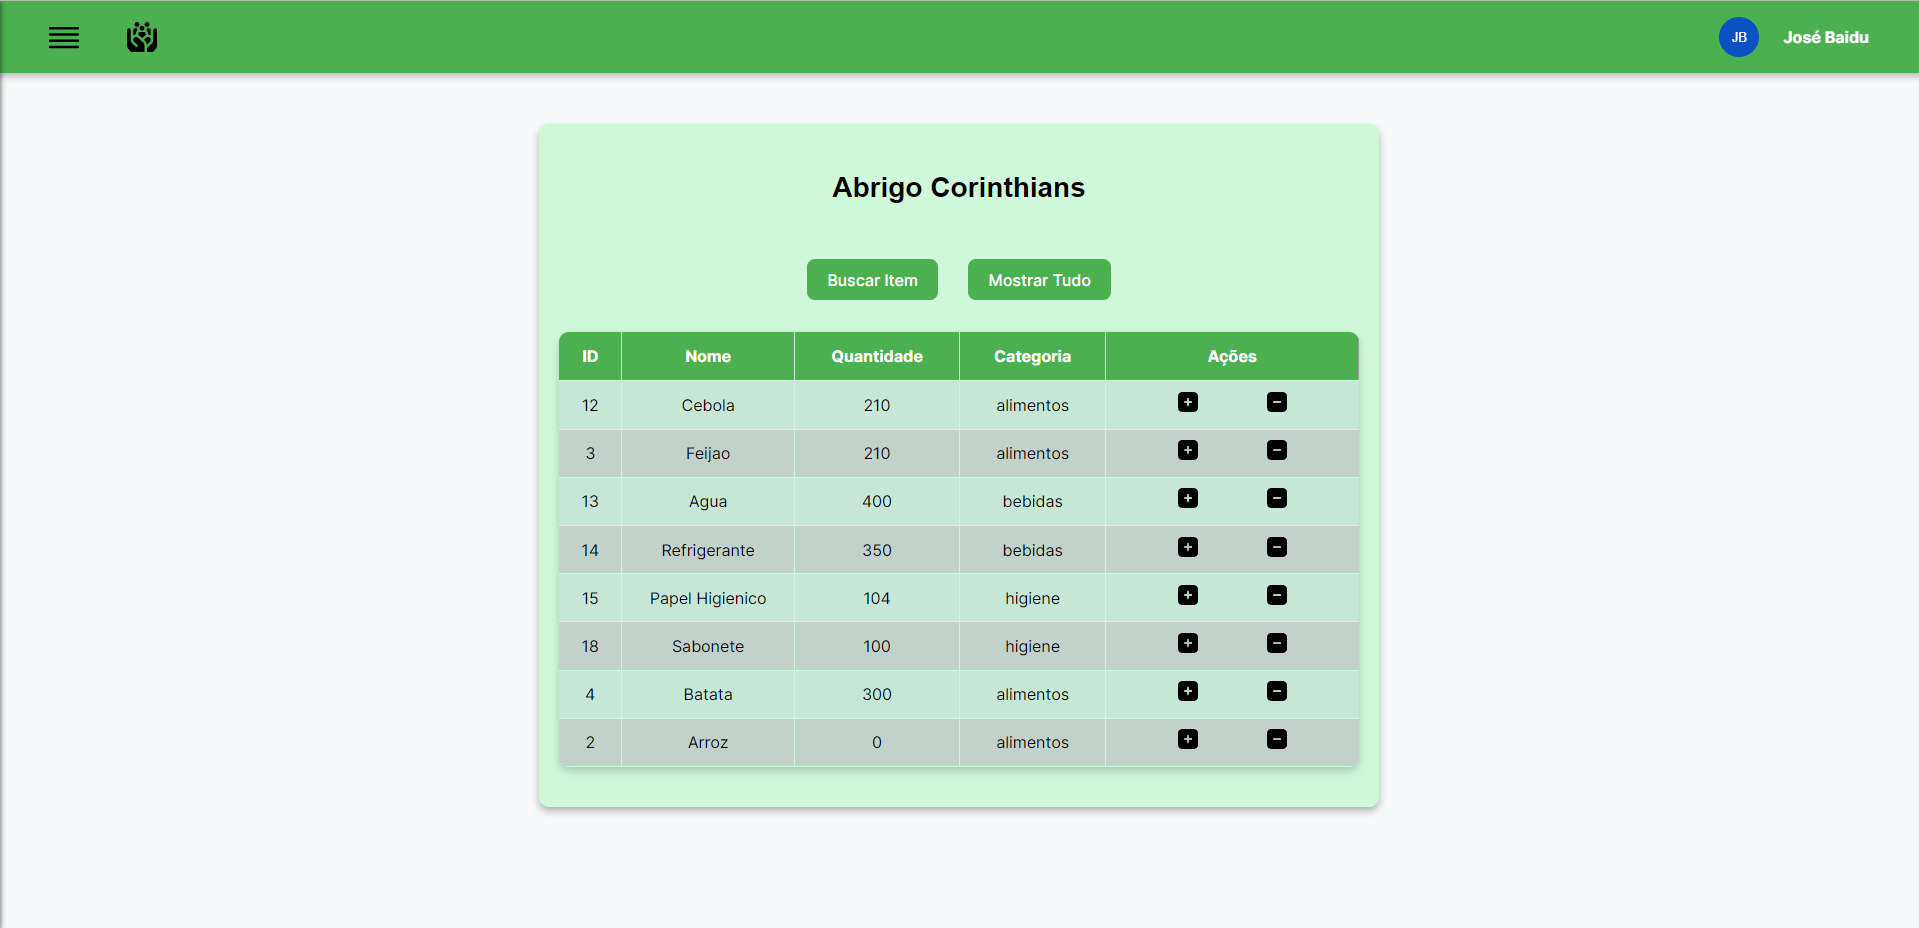 JB José Baidu
Abrigo Corinthians
Buscar Item Mostrar Tudo
ID Nome Quantidade Categoria Ações
12 Cebola 210 alimentos + −
3 Feijao 210 alimentos + −
13 Agua 400 bebidas + −
14 Refrigerante 350 bebidas + −
15 Papel Higienico 104 higiene + −
18 Sabonete 100 higiene + −
4 Batata 300 alimentos + −
2 Arroz 0 alimentos + −